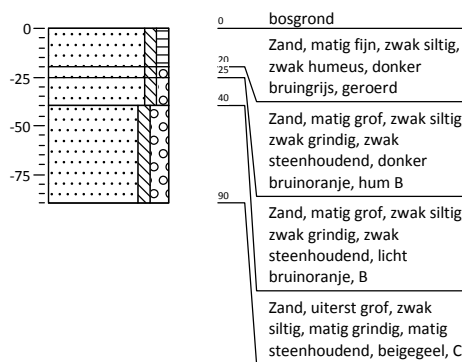 0
-25
-50
-75
0 bosgrond
Zand, matig fijn, zwak siltig,
zwak humeus, donker
bruingrijs, geroerd
20
25
Zand, matig grof, zwak siltig
zwak grindig, zwak
steenhoudend, donker
bruinoranje, hum B
40
Zand, matig grof, zwak siltig
zwak grindig, zwak
steenhoudend, licht
bruinoranje, B
90
Zand, uiterst grof, zwak
siltig, matig grindig, matig
steenhoudend, beigegeel, C